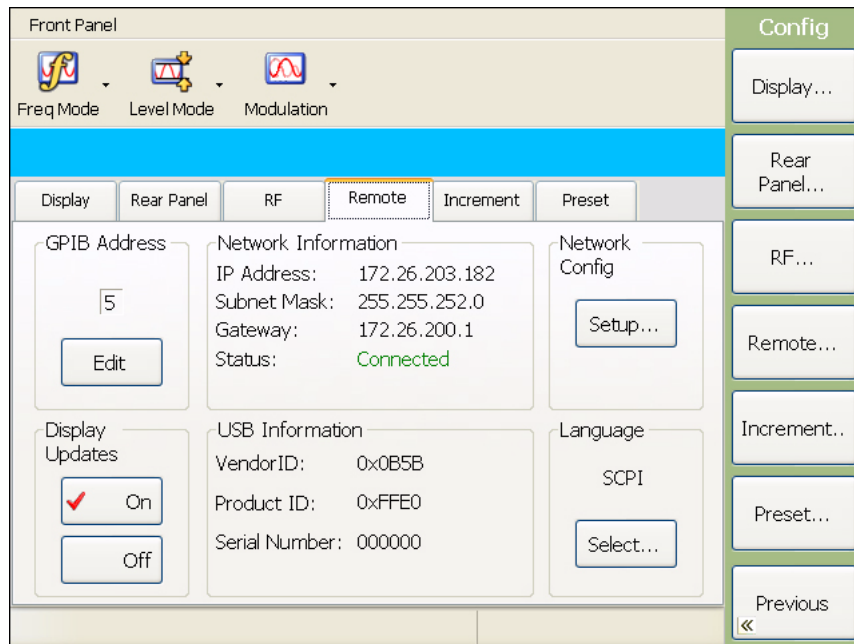 Front Panel
Freq Mode
Level Mode
Modulation
Display
Rear Panel
RF
Remote
Increment
Preset
GPIB Address
5
Edit
Network Information
IP Address: 172.26.203.182
Subnet Mask: 255.255.252.0
Gateway: 172.26.200.1
Status: Connected
Network
Config
Setup...
Display
Updates
On
Off
USB Information
VendorID: 0x0B5B
Product ID: 0xFFE0
Serial Number: 000000
Language
SCPI
Select...
Config
Display...
Rear
Panel...
RF...
Remote...
Increment..
Preset...
Previous
«